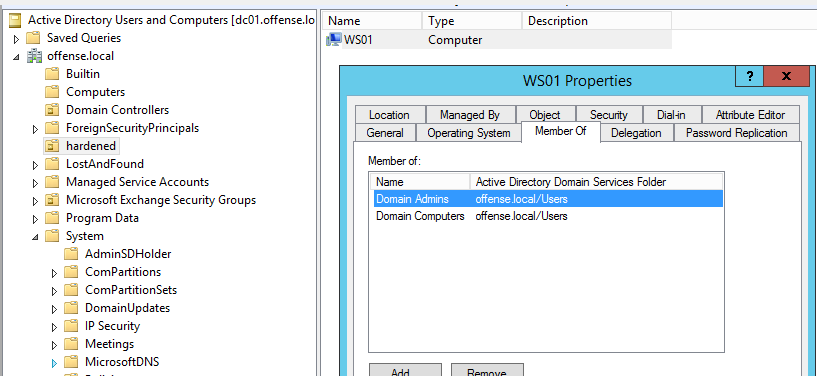 Active Directory Users and Computers [dc01.offense.lo
Saved Queries
offense.local
Builtin
Computers
Domain Controllers
ForeignSecurityPrincipals
hardened
LostAndFound
Managed Service Accounts
Microsoft Exchange Security Groups
Program Data
System
AdminSDHolder
ComPartitions
ComPartitionSets
DomainUpdates
IP Security
Meetings
MicrosoftDNS
Name Type Description
WS01 Computer
WS01 Properties
? x
Location Managed By Object Security Dial-in Attribute Editor
General Operating System Member Of Delegation Password Replication
Member of:
Name Active Directory Domain Services Folder
Domain Admins offense.local/Users
Domain Computers offense.local/Users
Add... Remove